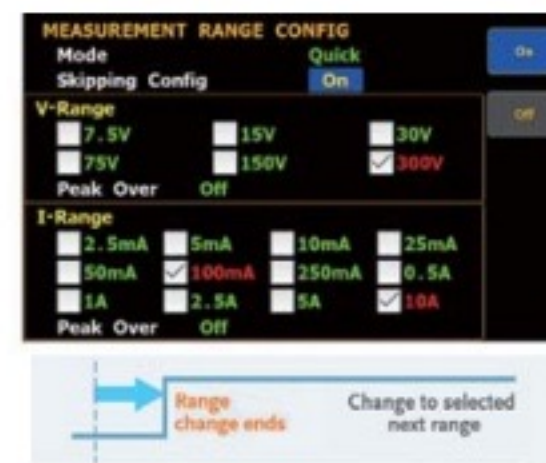 MEASUREMENT RANGE CONFIG
Mode Quick
Skipping Config On
On
Off
V-Range
7.5V 15V 30V
75V 150V 300V
Peak Over Off
I-Range
2.5mA 5mA 10mA 25mA
50mA 100mA 250mA 0.5A
1A 2.5A 5A 10A
Peak Over Off
Range
change ends
Change to selected
next range